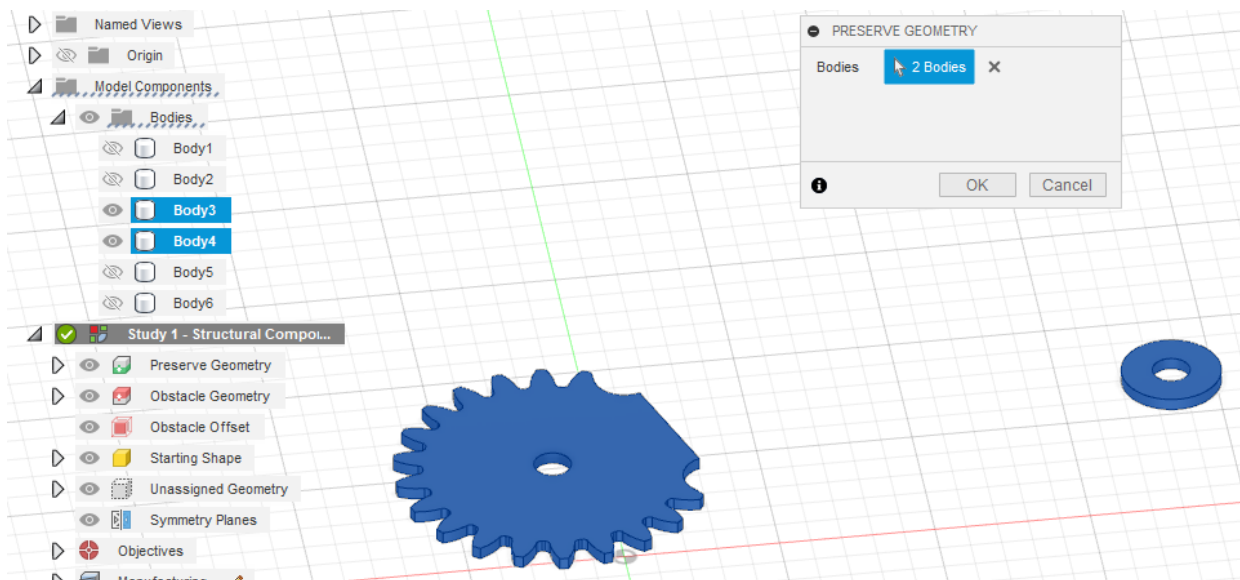 Named Views
Origin
Model Components
Bodies
Body1
Body2
Body3
Body4
Body5
Body6
Study 1 - Structural Compo...
Preserve Geometry
Obstacle Geometry
Obstacle Offset
Starting Shape
Unassigned Geometry
Symmetry Planes
Objectives
Manufacturing
PRESERVE GEOMETRY
Bodies
2 Bodies
OK
Cancel